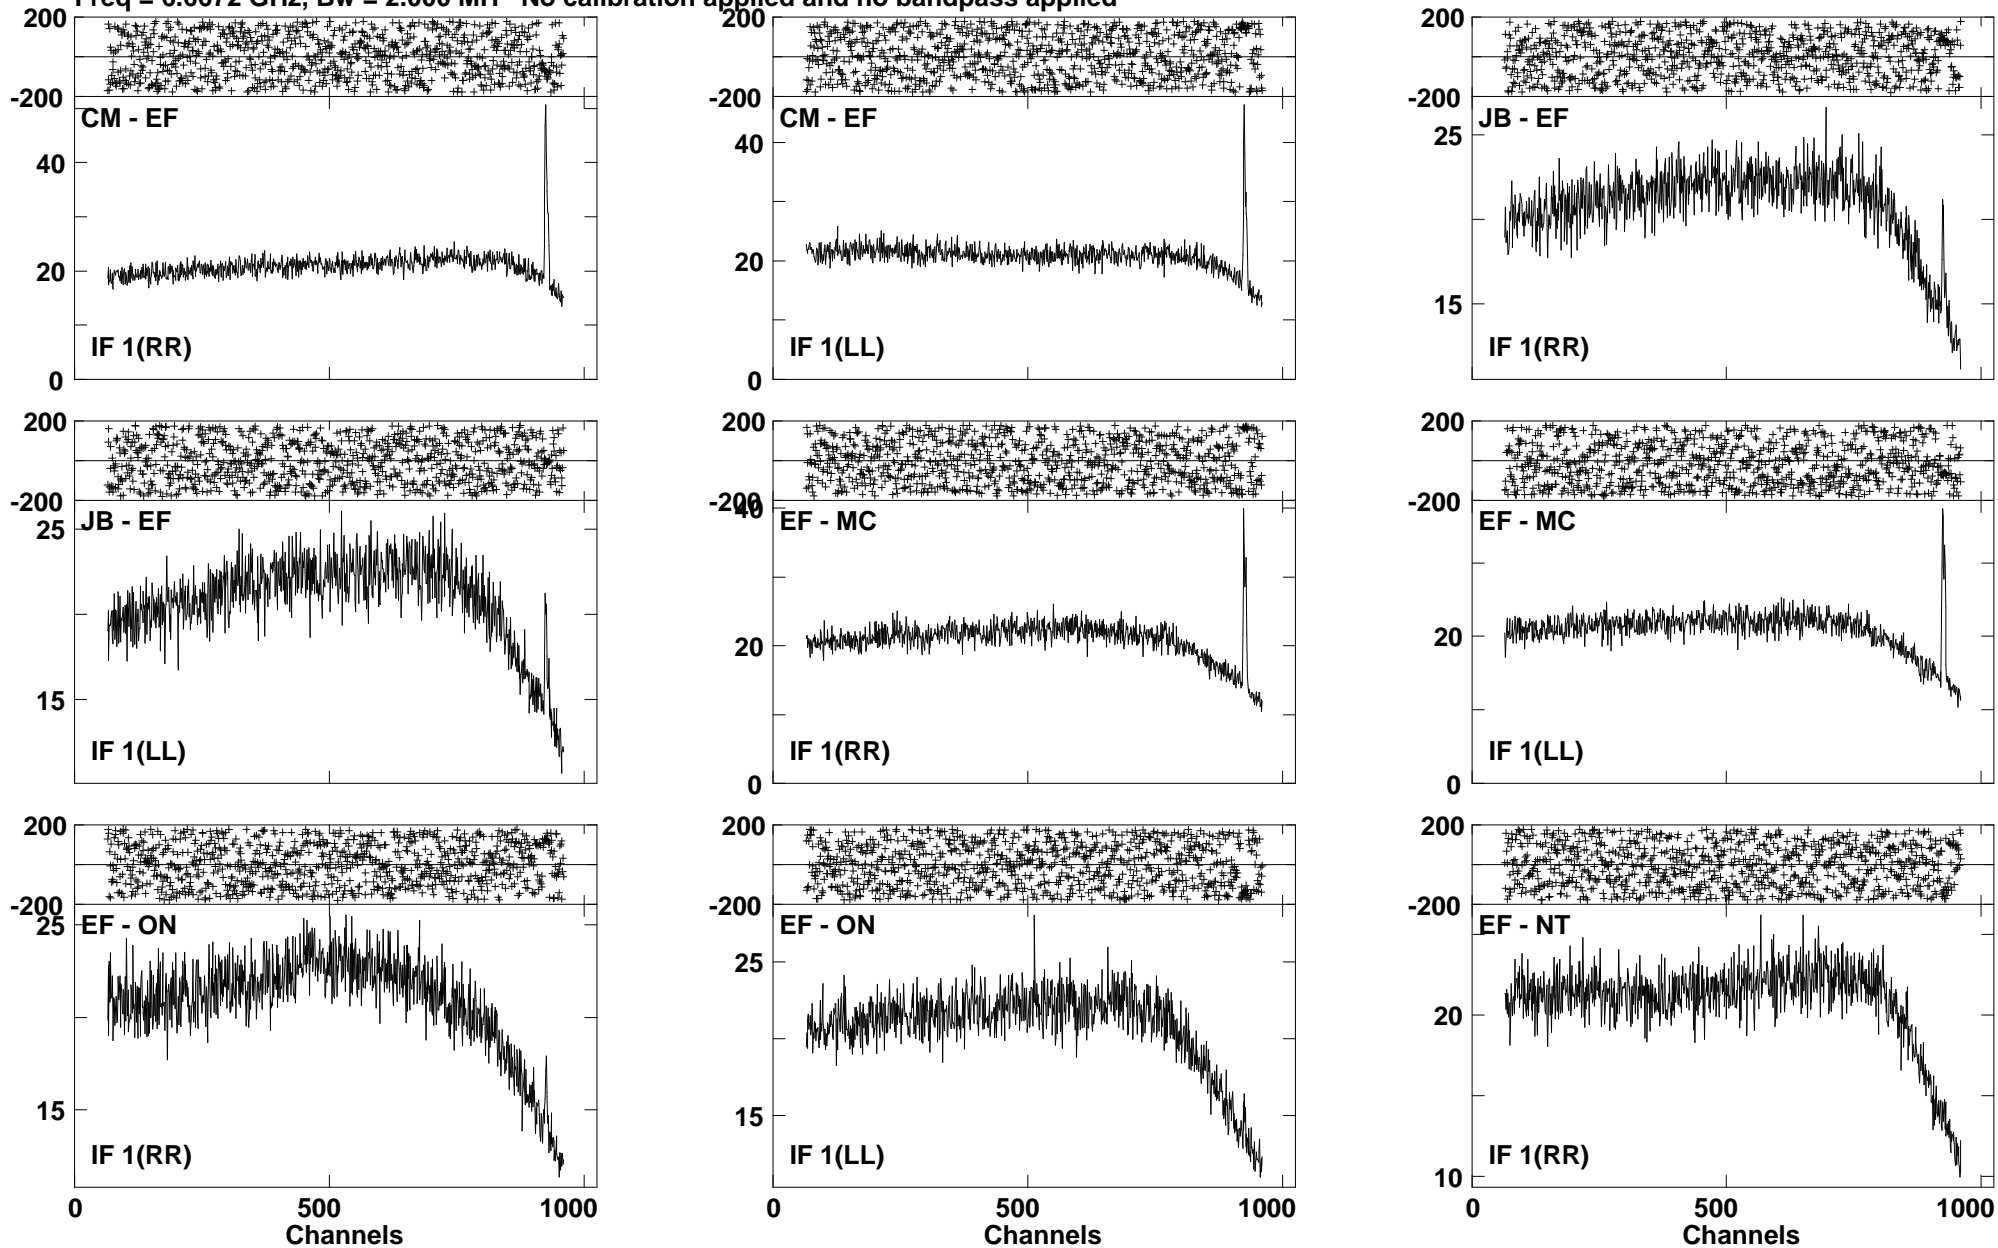 Freq = 6.6672 GHz, Bw = 2.000 MH No calibration applied and no bandpass applied
200
-200
CM - EF
40
20
0
IF 1(RR)
200
-200
CM - EF
40
20
0
IF 1(LL)
200
-200
JB - EF
25
15
IF 1(RR)
200
-200
JB - EF
25
15
IF 1(LL)
200
-200
40
EF - MC
20
0
IF 1(RR)
200
-200
EF - MC
20
0
IF 1(LL)
200
-200
EF - ON
25
15
IF 1(RR)
0 500 1000
Channels
200
-200
EF - ON
25
15
IF 1(LL)
0 500 1000
Channels
200
-200
EF - NT
20
10
IF 1(RR)
0 500 1000
Channels